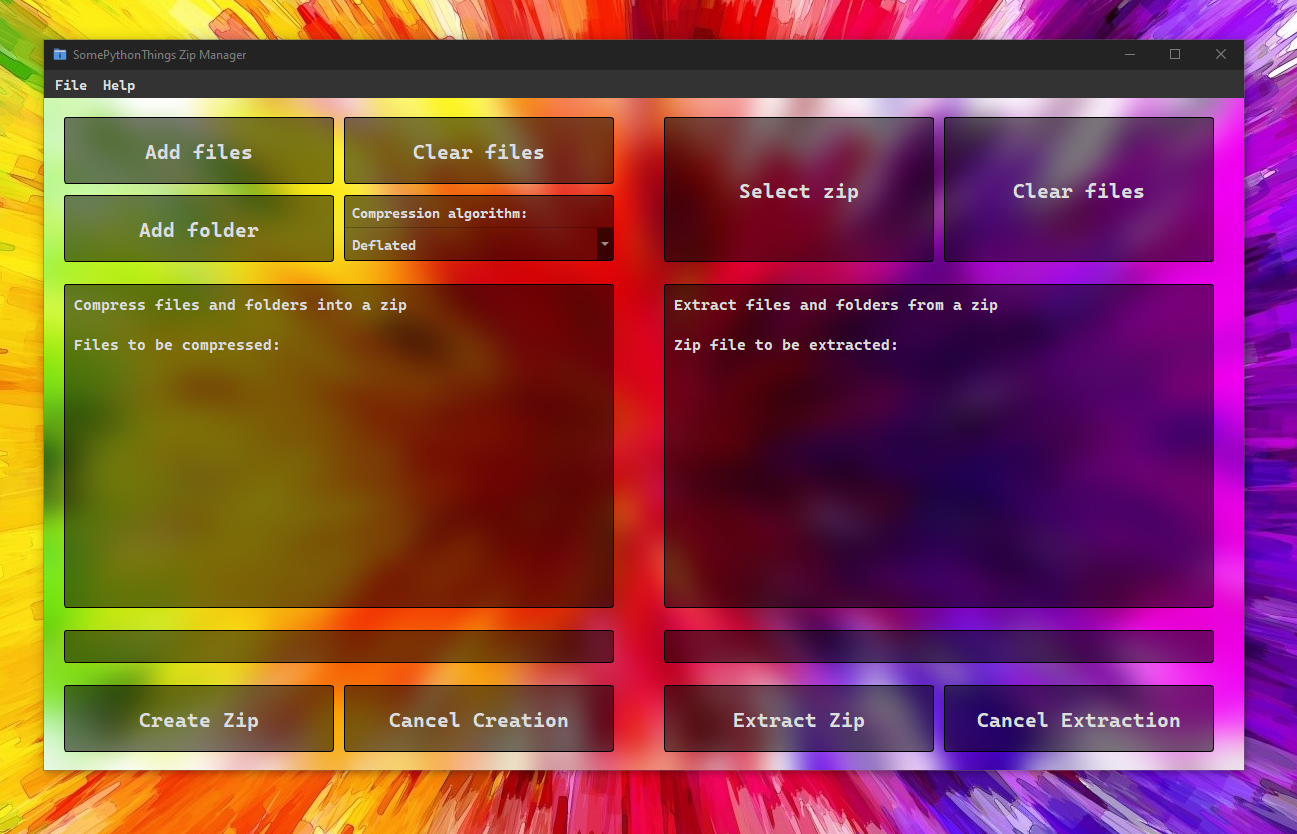 SomePythonThings Zip Manager
File Help
Add files
Clear files
Add folder
Compression algorithm:
Deflated
Select zip
Clear files
Compress files and folders into a zip
Files to be compressed:
Extract files and folders from a zip
Zip file to be extracted:
Create Zip
Cancel Creation
Extract Zip
Cancel Extraction